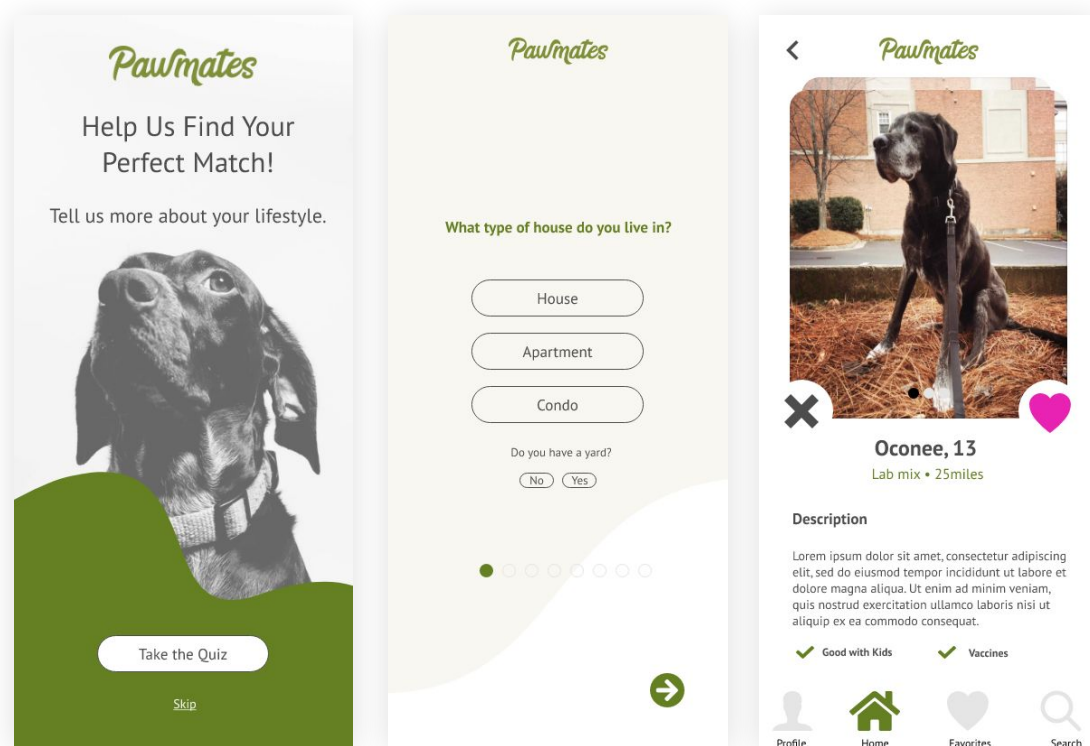 Pawmates
Help Us Find Your
Perfect Match!
Tell us more about your lifestyle.
Take the Quiz
Skip
Pawmates
What type of house do you live in?
House
Apartment
Condo
Do you have a yard?
No Yes
Pawmates
Oconee, 13
Lab mix • 25miles
Description
Lorem ipsum dolor sit amet, consectetur adipiscing
elit, sed do eiusmod tempor incididunt ut labore et
dolore magna aliqua. Ut enim ad minim veniam,
quis nostrud exercitation ullamco laboris nisi ut
aliquip ex ea commodo consequat.
Good with Kids Vaccines
Profile Home Favorites Search